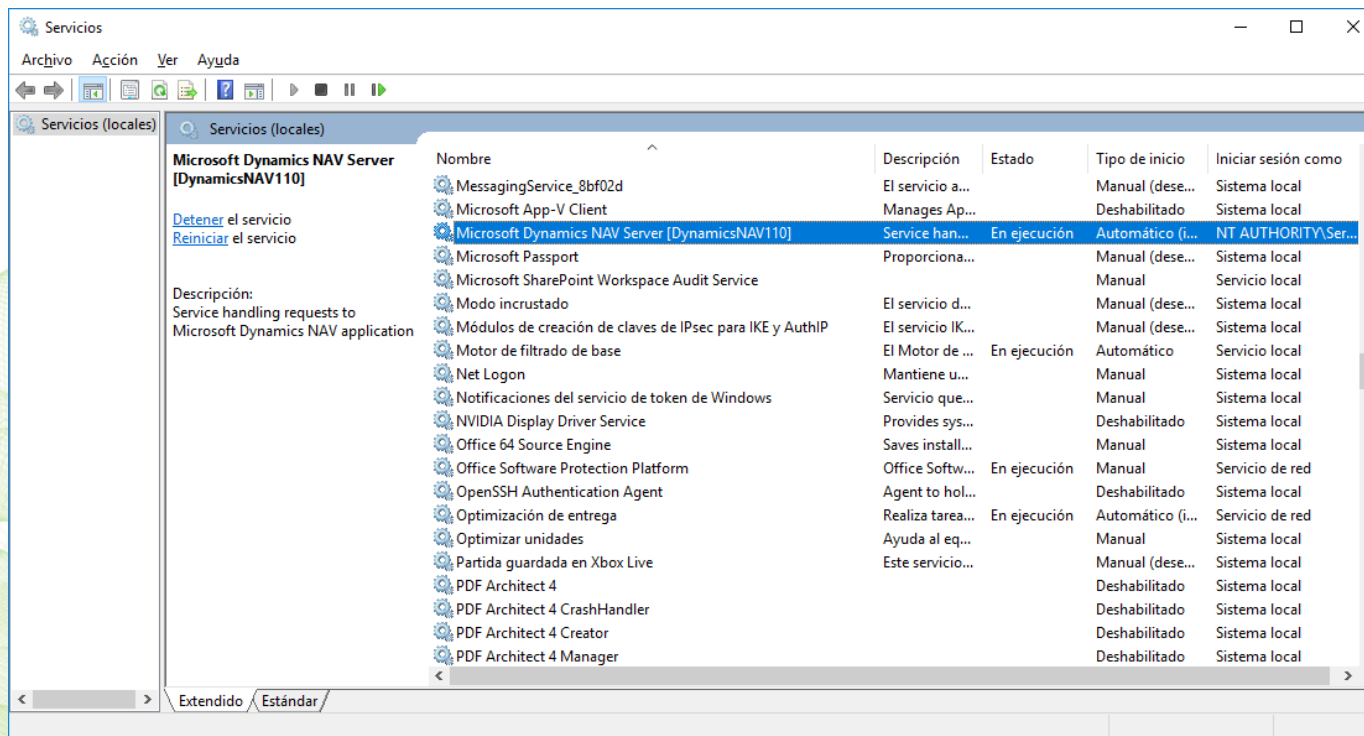 Servicios
Archivo Acción Ver Ayuda
Servicios (locales)
Servicios (locales)
Microsoft Dynamics NAV Server
[DynamicsNAV110]
Detener el servicio
Reiniciar el servicio
Descripción:
Service handling requests to
Microsoft Dynamics NAV application
Nombre Descripción Estado Tipo de inicio Iniciar sesión como
MessagingService_8bf02d El servicio a... Manual (dese... Sistema local
Microsoft App-V Client Manages Ap... Deshabilitado Sistema local
Microsoft Dynamics NAV Server [DynamicsNAV110] Service han... En ejecución Automático (i... NT AUTHORITY\Ser...
Microsoft Passport Proporciona... Manual (dese... Sistema local
Microsoft SharePoint Workspace Audit Service Manual Servicio local
Modo incrustado El servicio d... Manual (dese... Sistema local
Módulos de creación de claves de IPsec para IKE y AuthIP El servicio IK... Manual (dese... Sistema local
Motor de filtrado de base El Motor de ... En ejecución Automático Servicio local
Net Logon Mantiene u... Manual Sistema local
Notificaciones del servicio de token de Windows Servicio que... Manual Sistema local
NVIDIA Display Driver Service Provides sys... Deshabilitado Sistema local
Office 64 Source Engine Saves install... Manual Sistema local
Office Software Protection Platform Office Softw... En ejecución Manual Servicio de red
OpenSSH Authentication Agent Agent to hol... Deshabilitado Sistema local
Optimización de entrega Realiza tarea... En ejecución Automático (i... Servicio de red
Optimizar unidades Ayuda al eq... Manual Sistema local
Partida guardada en Xbox Live Este servicio... Manual (dese... Sistema local
PDF Architect 4 Deshabilitado Sistema local
PDF Architect 4 CrashHandler Deshabilitado Sistema local
PDF Architect 4 Creator Deshabilitado Sistema local
PDF Architect 4 Manager Deshabilitado Sistema local
Extendido Estándar